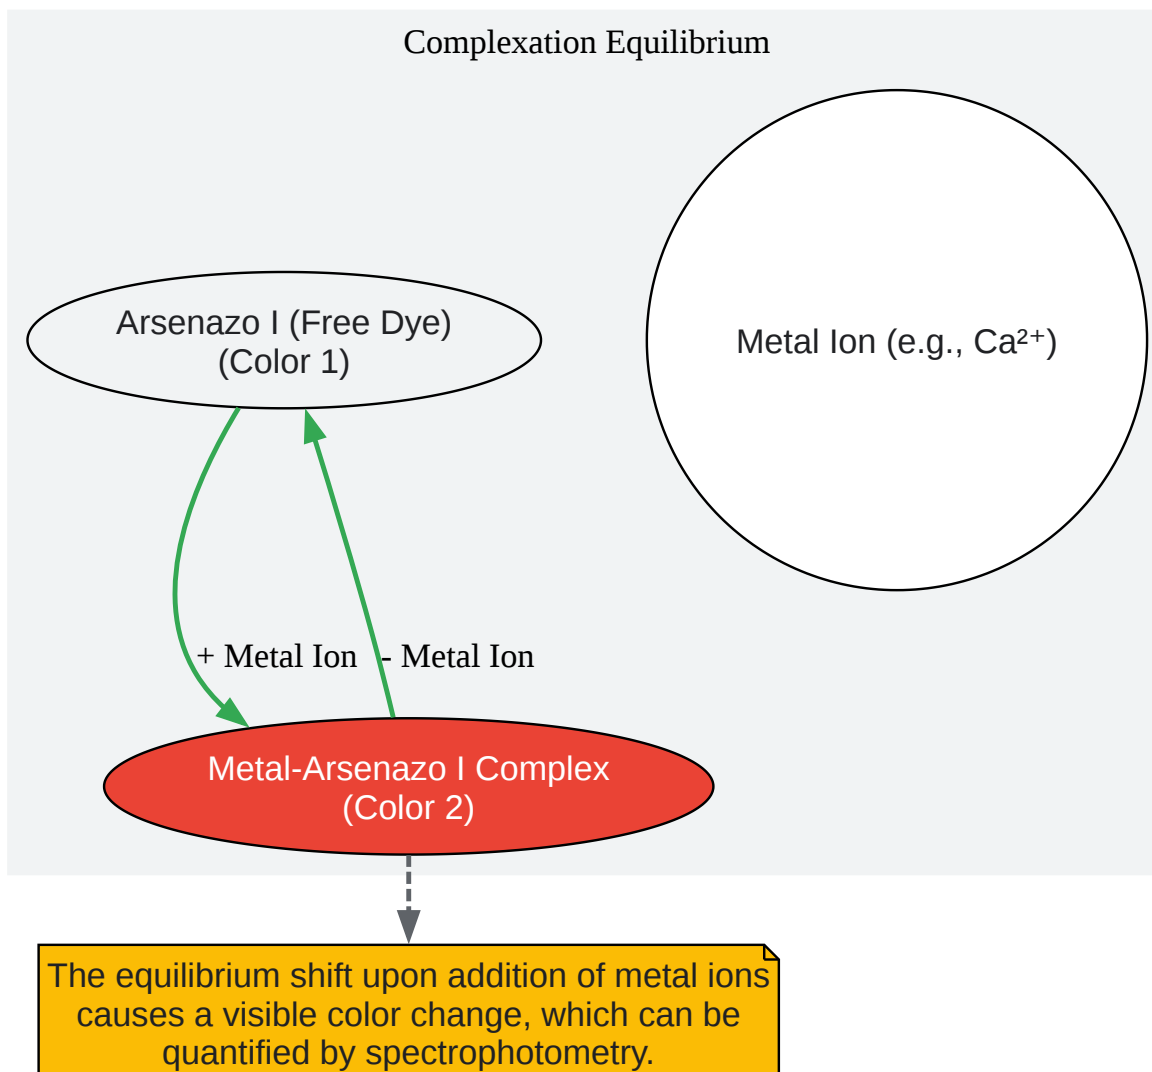 Complexation Equilibrium
Arsenazo I (Free Dye)
(Color 1)
Metal Ion (e.g., Ca²⁺)
+ Metal Ion
- Metal Ion
Metal-Arsenazo I Complex
(Color 2)
The equilibrium shift upon addition of metal ions
causes a visible color change, which can be
quantified by spectrophotometry.